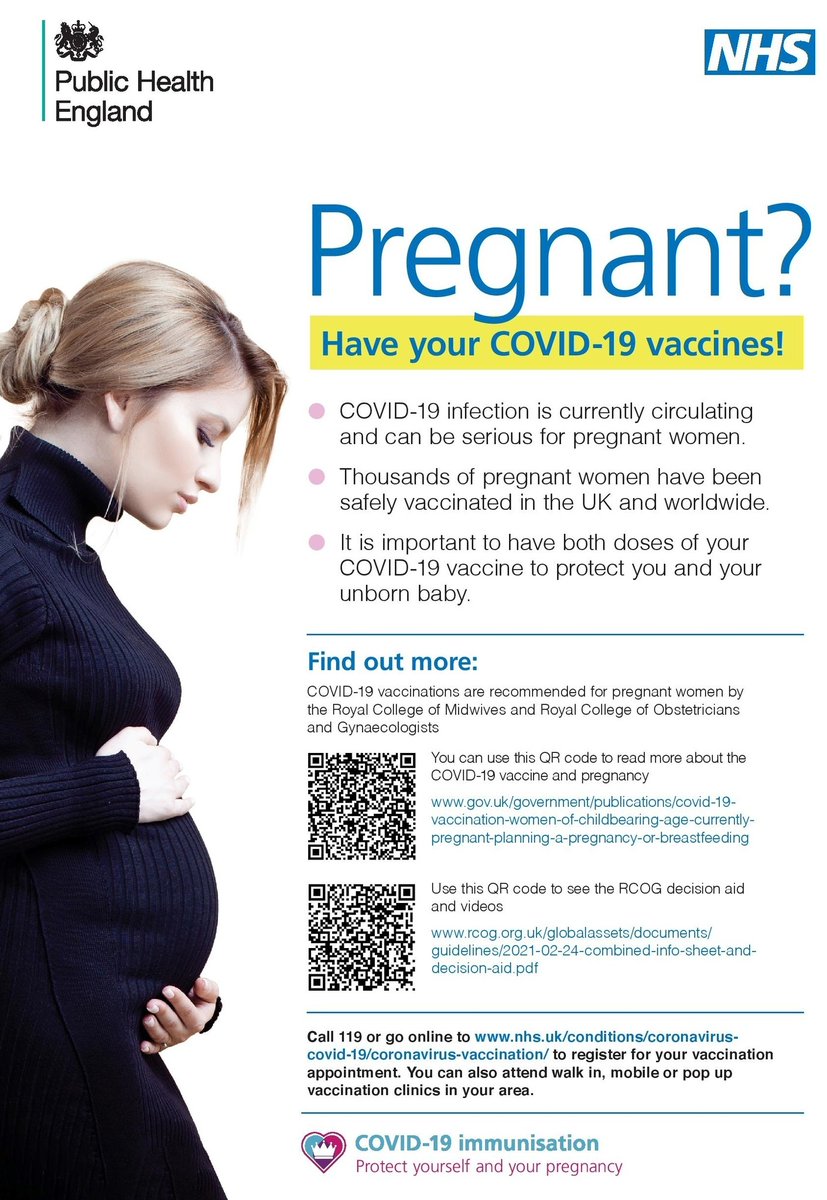 Public Health
England
NHS
Pregnant?
Have your COVID-19 vaccines!
COVID-19 infection is currently circulating
and can be serious for pregnant women.
Thousands of pregnant women have been
safely vaccinated in the UK and worldwide.
It is important to have both doses of your
COVID-19 vaccine to protect you and your
unborn baby.
Find out more:
COVID-19 vaccinations are recommended for pregnant women by
the Royal College of Midwives and Royal College of Obstetricians
and Gynaecologists
You can use this QR code to read more about the
COVID-19 vaccine and pregnancy
www.gov.uk/government/publications/covid-19-
vaccination-women-of-childbearing-age-currently-
pregnant-planning-a-pregnancy-or-breastfeeding
Use this QR code to see the RCOG decision aid
and videos
www.rcog.org.uk/globalassets/documents/
guidelines/2021-02-24-combined-info-sheet-and-
decision-aid.pdf
Call 119 or go online to www.nhs.uk/conditions/coronavirus-
covid-19/coronavirus-vaccination/ to register for your vaccination
appointment. You can also attend walk in, mobile or pop up
vaccination clinics in your area.
COVID-19 immunisation
Protect yourself and your pregnancy